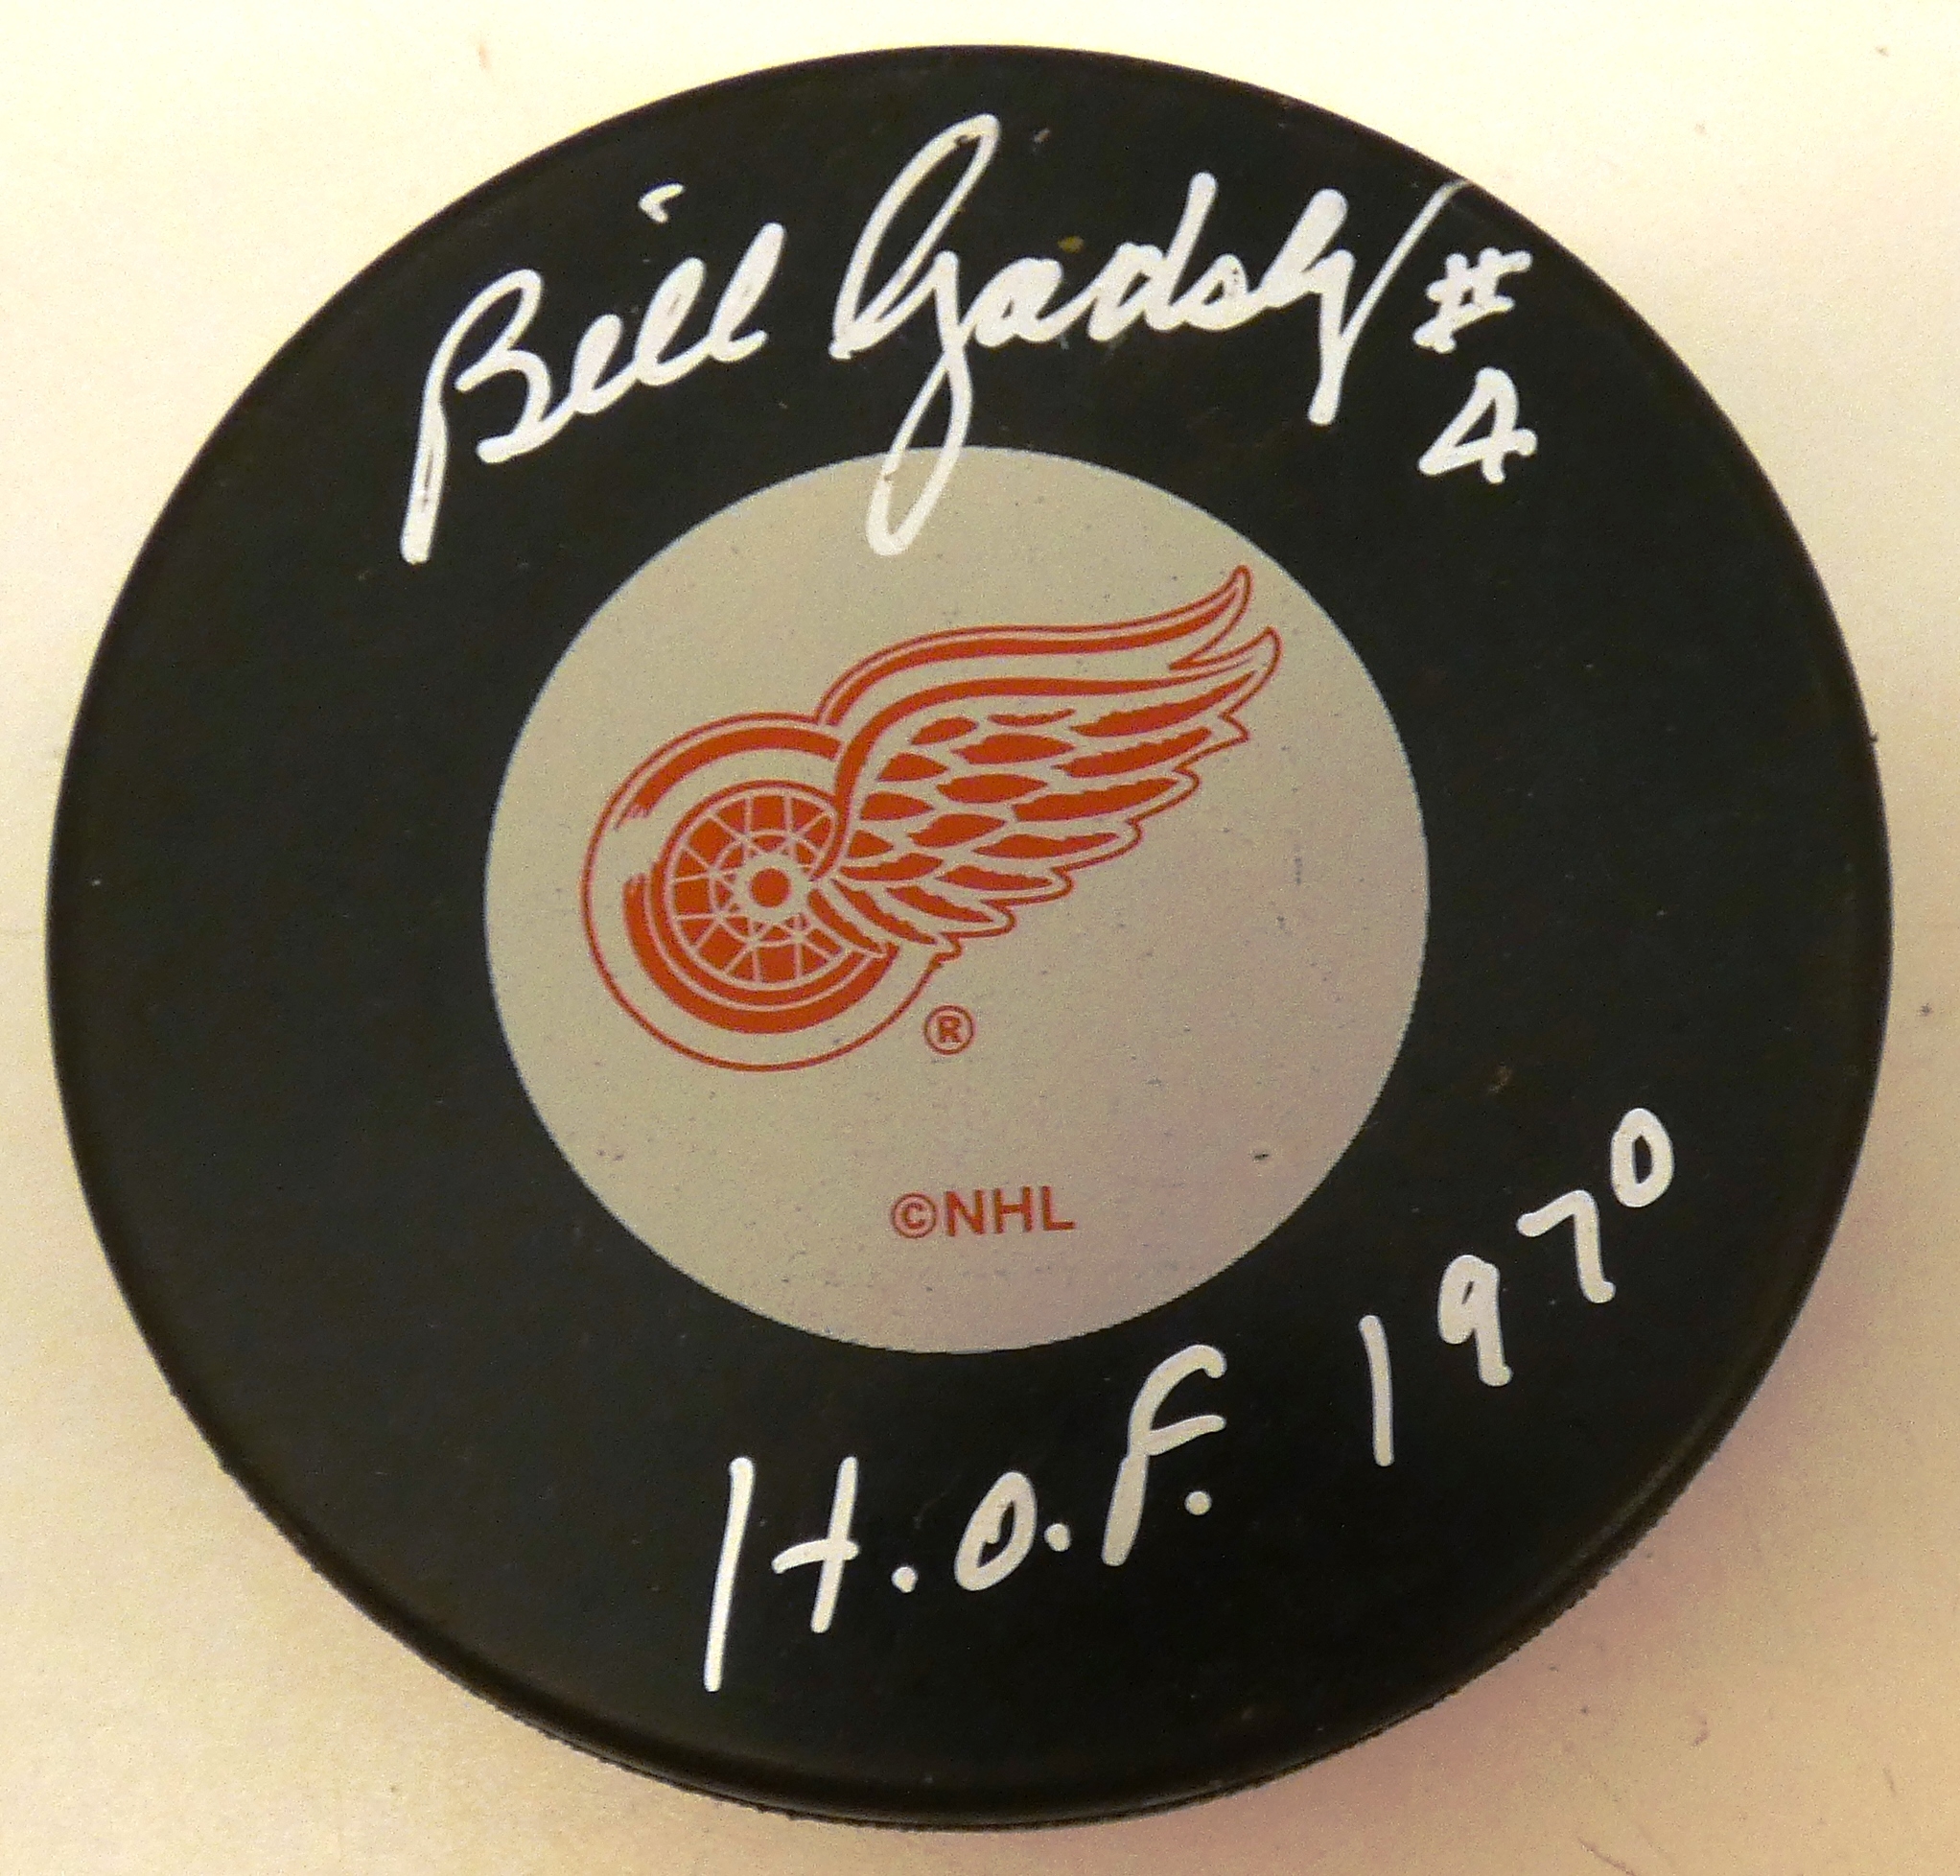 Bill Gadsby #
4
®
©NHL
H.O.F. 1970